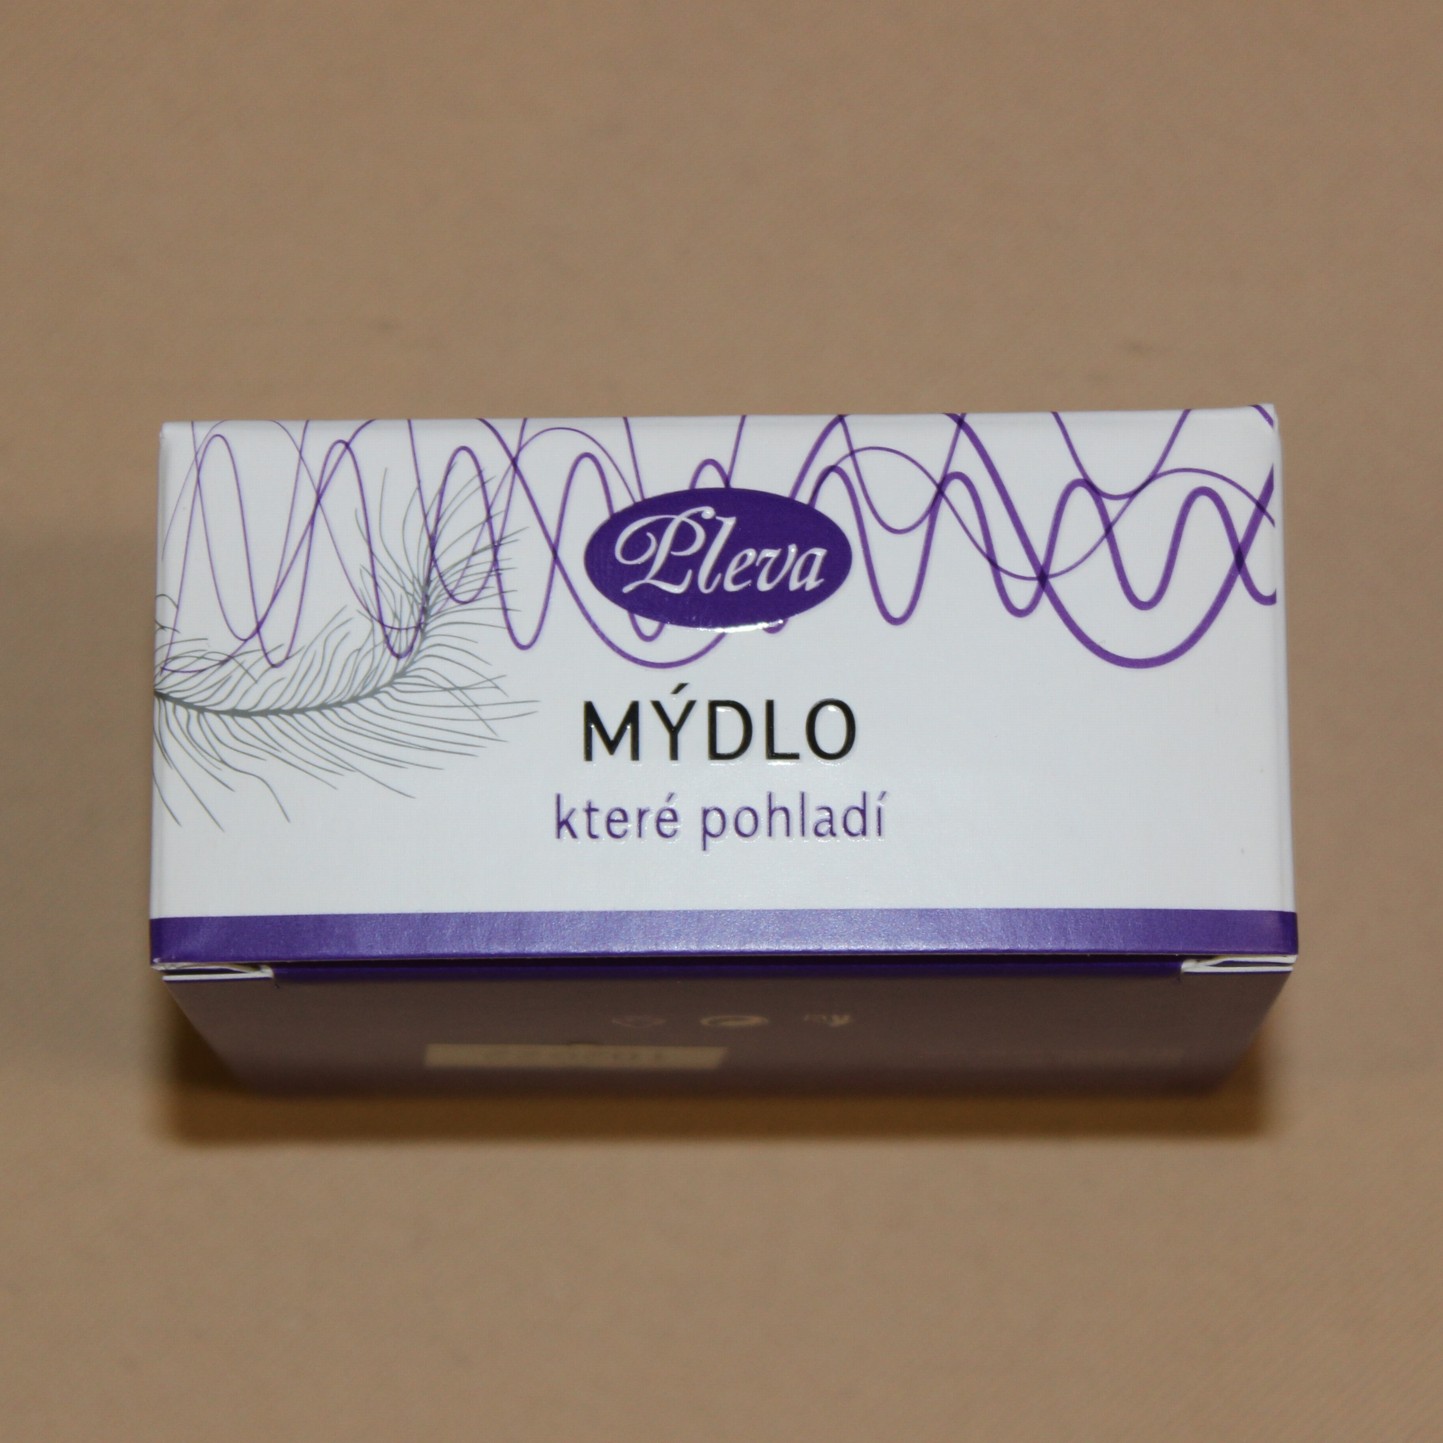 Pleva
MÝDLO
které pohladí